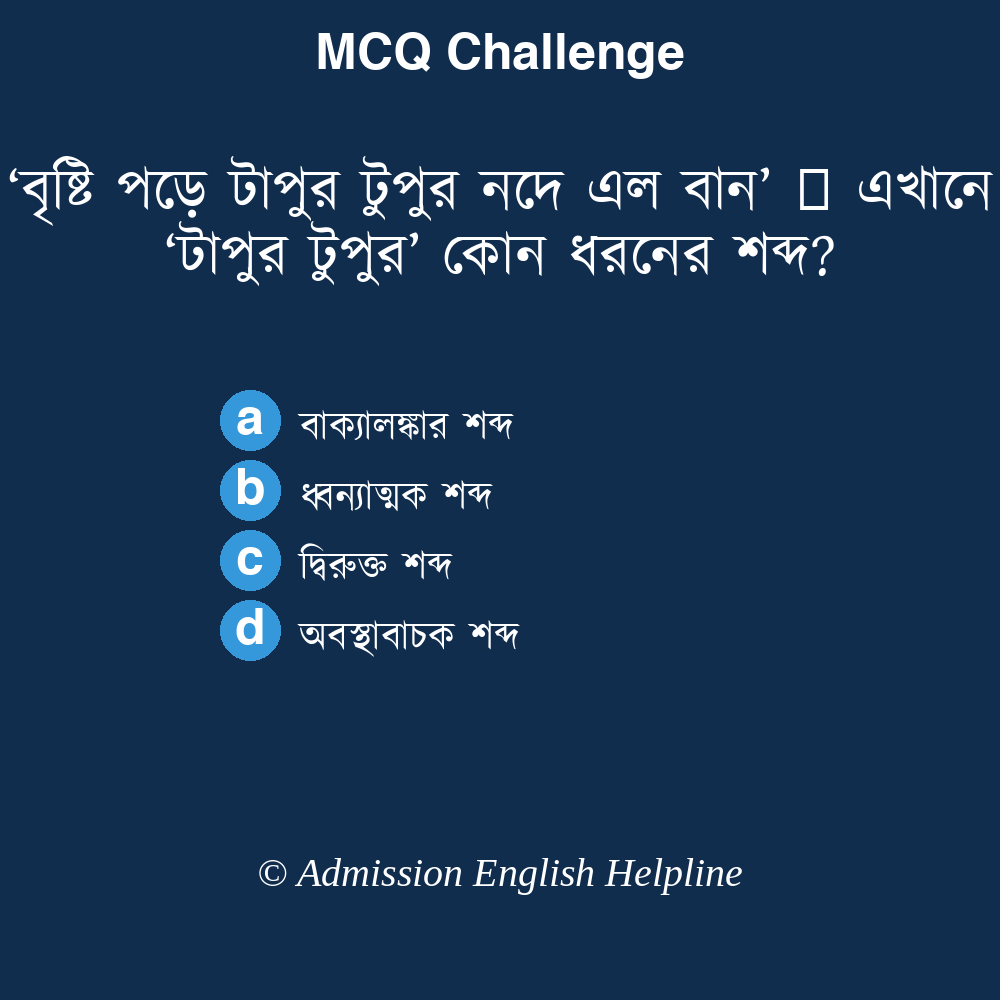 MCQ Challenge
‘বৃষ্টি পড়ে টাপুর টুপুর নদে এল বান’ এখানে
‘টাপুর টুপুর’ কোন ধরনের শব্দ?
a বাক্যালঙ্কার শব্দ
b ধ্বন্যাত্মক শব্দ
c দ্বিরুক্ত শব্দ
d অবস্থাবাচক শব্দ
© Admission English Helpline